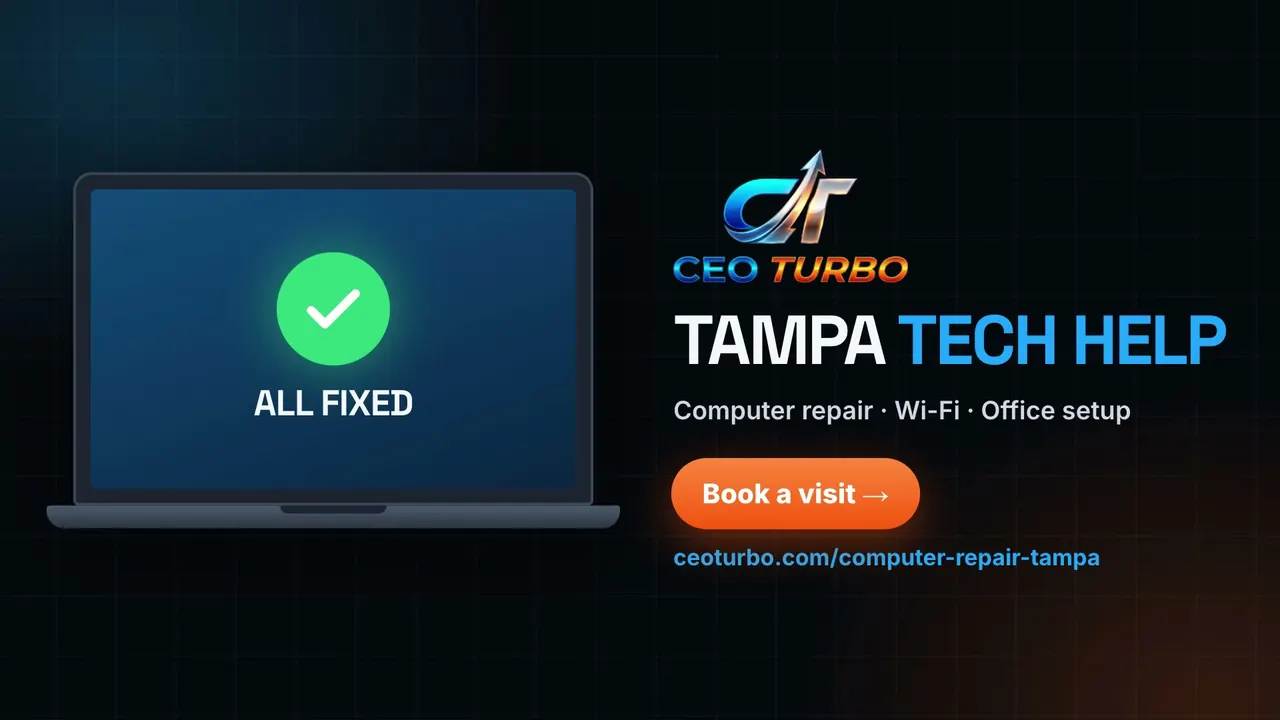 ALL FIXED
CEO TURBO
TAMPA TECH HELP
Computer repair · Wi-Fi · Office setup
Book a visit →
ceoturbo.com/computer-repair-tampa